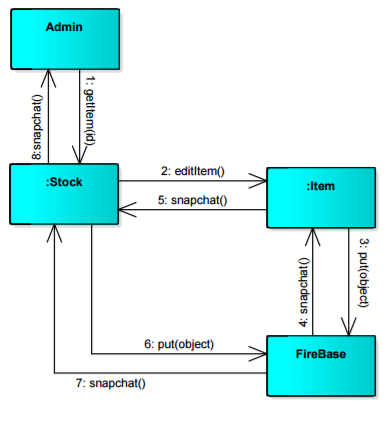 Admin
8:snapchat()
1: getItem(id)
:Stock
2: editItem()
:Item
5: snapchat()
4: snapchat()
3: put(object)
6: put(object)
FireBase
7: snapchat()